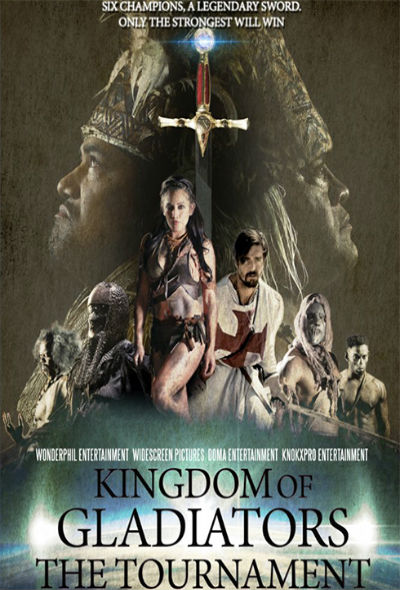 SIX CHAMPIONS, A LEGENDARY SWORD.
ONLY THE STRONGEST WILL WIN
WONDERPHIL ENTERTAINMENT WIDESCREEN PICTURES DOMA ENTERTAINMENT KNOKXPRO ENTERTAINMENT
KINGDOM OF
GLADIATORS
THE TOURNAMENT